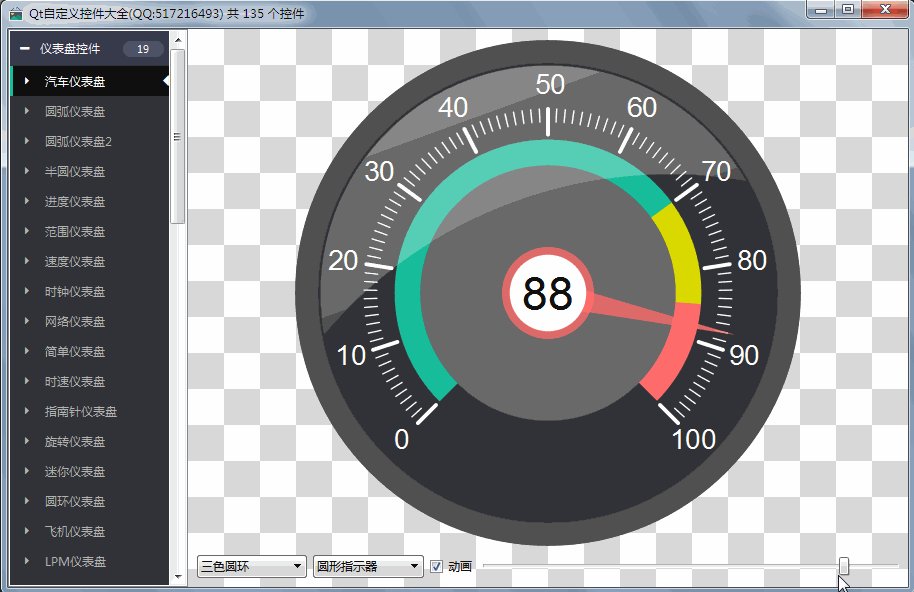 Qt自定义控件大全(QQ:517216493) 共 135 个控件
仪表盘控件 19
汽车仪表盘
圆弧仪表盘
圆弧仪表盘2
半圆仪表盘
进度仪表盘
范围仪表盘
速度仪表盘
时钟仪表盘
网络仪表盘
简单仪表盘
时速仪表盘
指南针仪表盘
旋转仪表盘
迷你仪表盘
圆环仪表盘
飞机仪表盘
LPM仪表盘
0
10
20
30
40
50
60
70
80
90
100
88
三色圆环
圆形指示器
动画